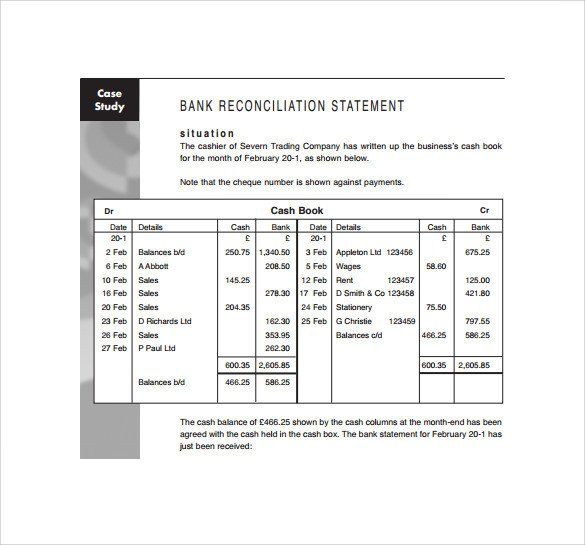 Case
Study
BANK RECONCILIATION STATEMENT
situation
The cashier of Severn Trading Company has written up the business's cash book
for the month of February 20-1, as shown below.
Note that the cheque number is shown against payments.
Dr Cash Book Cr
Date Details Cash Bank Date Details Cash Bank
20-1 £ £ 20-1 £ £
2 Feb Balances b/d 250.75 1,340.50 3 Feb Appleton Ltd 123456 675.25
6 Feb A Abbott 208.50 5 Feb Wages 58.60
10 Feb Sales 145.25 12 Feb Rent 123457 125.00
16 Feb Sales 278.30 17 Feb D Smith & Co 123458 421.80
20 Feb Sales 204.35 24 Feb Stationery 75.50
23 Feb D Richards Ltd 162.30 25 Feb G Christie 123459 797.55
26 Feb Sales 353.95 Balances c/d 466.25 586.25
27 Feb P Paul Ltd 262.30
600.35 2,605.85 600.35 2,605.85
Balances b/d 466.25 586.25
The cash balance of £466.25 shown by the cash columns at the month-end has been
agreed with the cash held in the cash box. The bank statement for February 20-1 has
just been received: